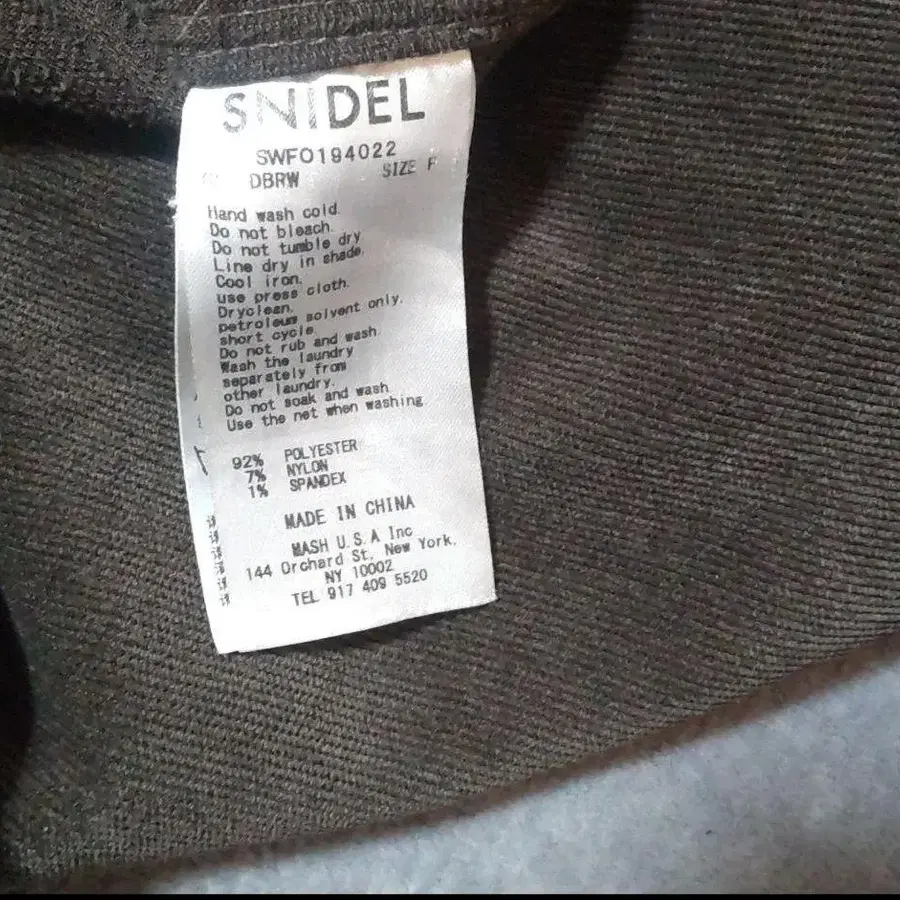 SNIDEL
SWFO194022
DBRW SIZE F
Hand wash cold.
Do not bleach.
Do not tumble dry
Line dry in shade.
Cool iron.
use press cloth.
Dryclean.
petroleum solvent only.
short cycle.
Do not rub and wash.
Wash the laundry
separately from
other laundry.
Do not soak and wash.
Use the net when washing
92% POLYESTER
7% NYLON
1% SPANDEX
MADE IN CHINA
MASH U.S.A Inc
144 Orchard St, New York,
NY 10002
TEL 917 409 5520